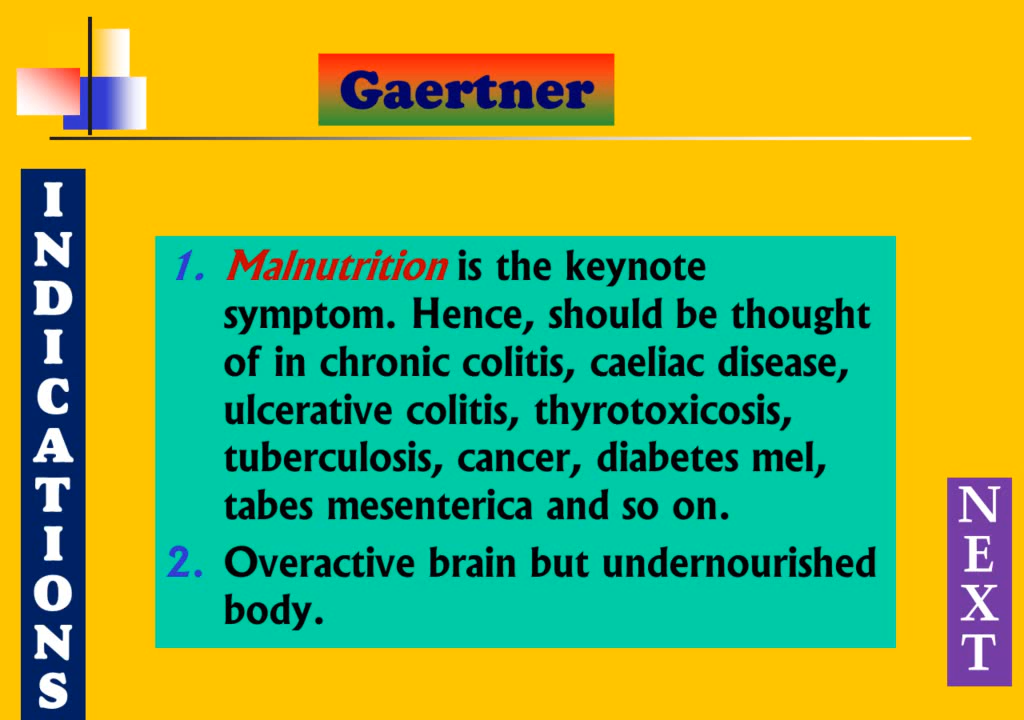 Gaertner
INDICATIONS
1. Malnutrition is the keynote
symptom. Hence, should be thought
of in chronic colitis, caeliac disease,
ulcerative colitis, thyrotoxicosis,
tuberculosis, cancer, diabetes mel,
tabes mesenterica and so on.
2. Overactive brain but undernourished
body.
NEXT